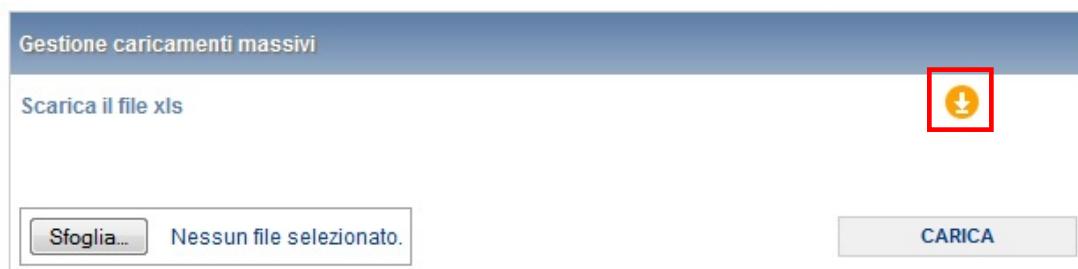 Gestione caricamenti massivi
Scarica il file xls
Sfoglia... Nessun file selezionato.
CARICA